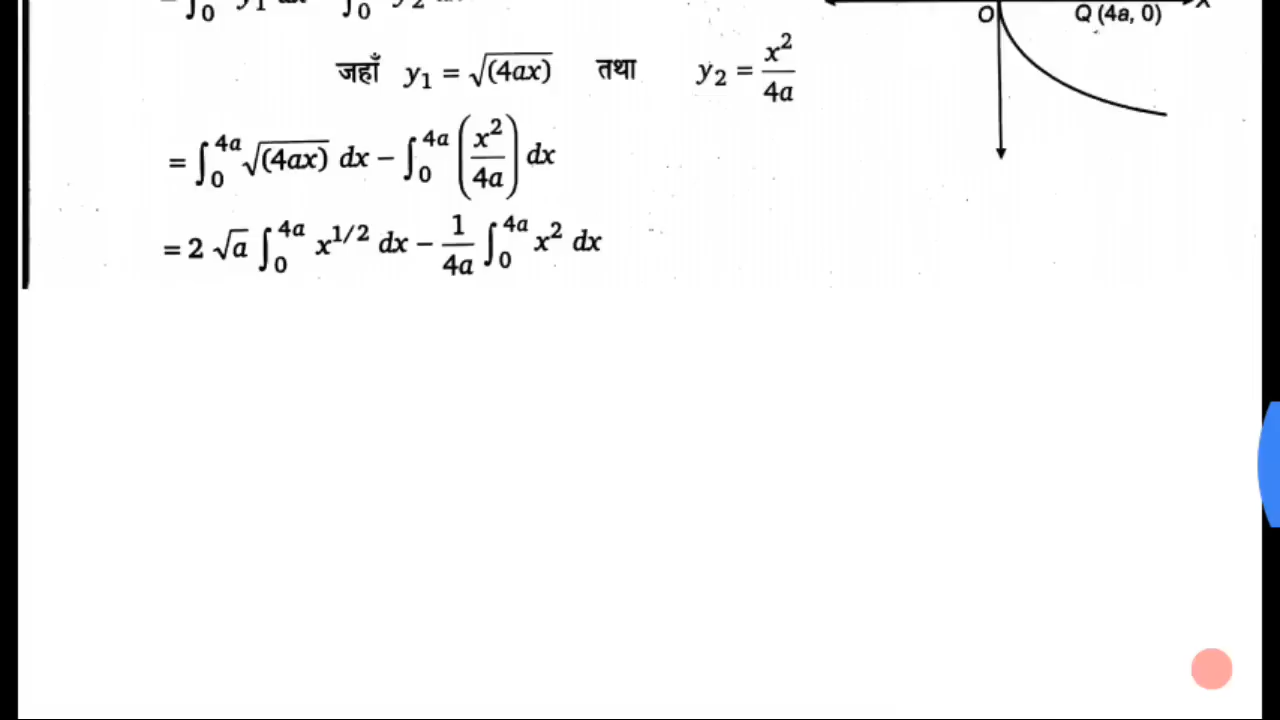 O Q (4a, 0) X
जहाँ y₁ = √(4ax) तथा y₂ = x²/4a
= ∫₀^4a √(4ax) dx − ∫₀^4a (x²/4a) dx
= 2 √a ∫₀^4a x^1/2 dx − 1/4a ∫₀^4a x² dx